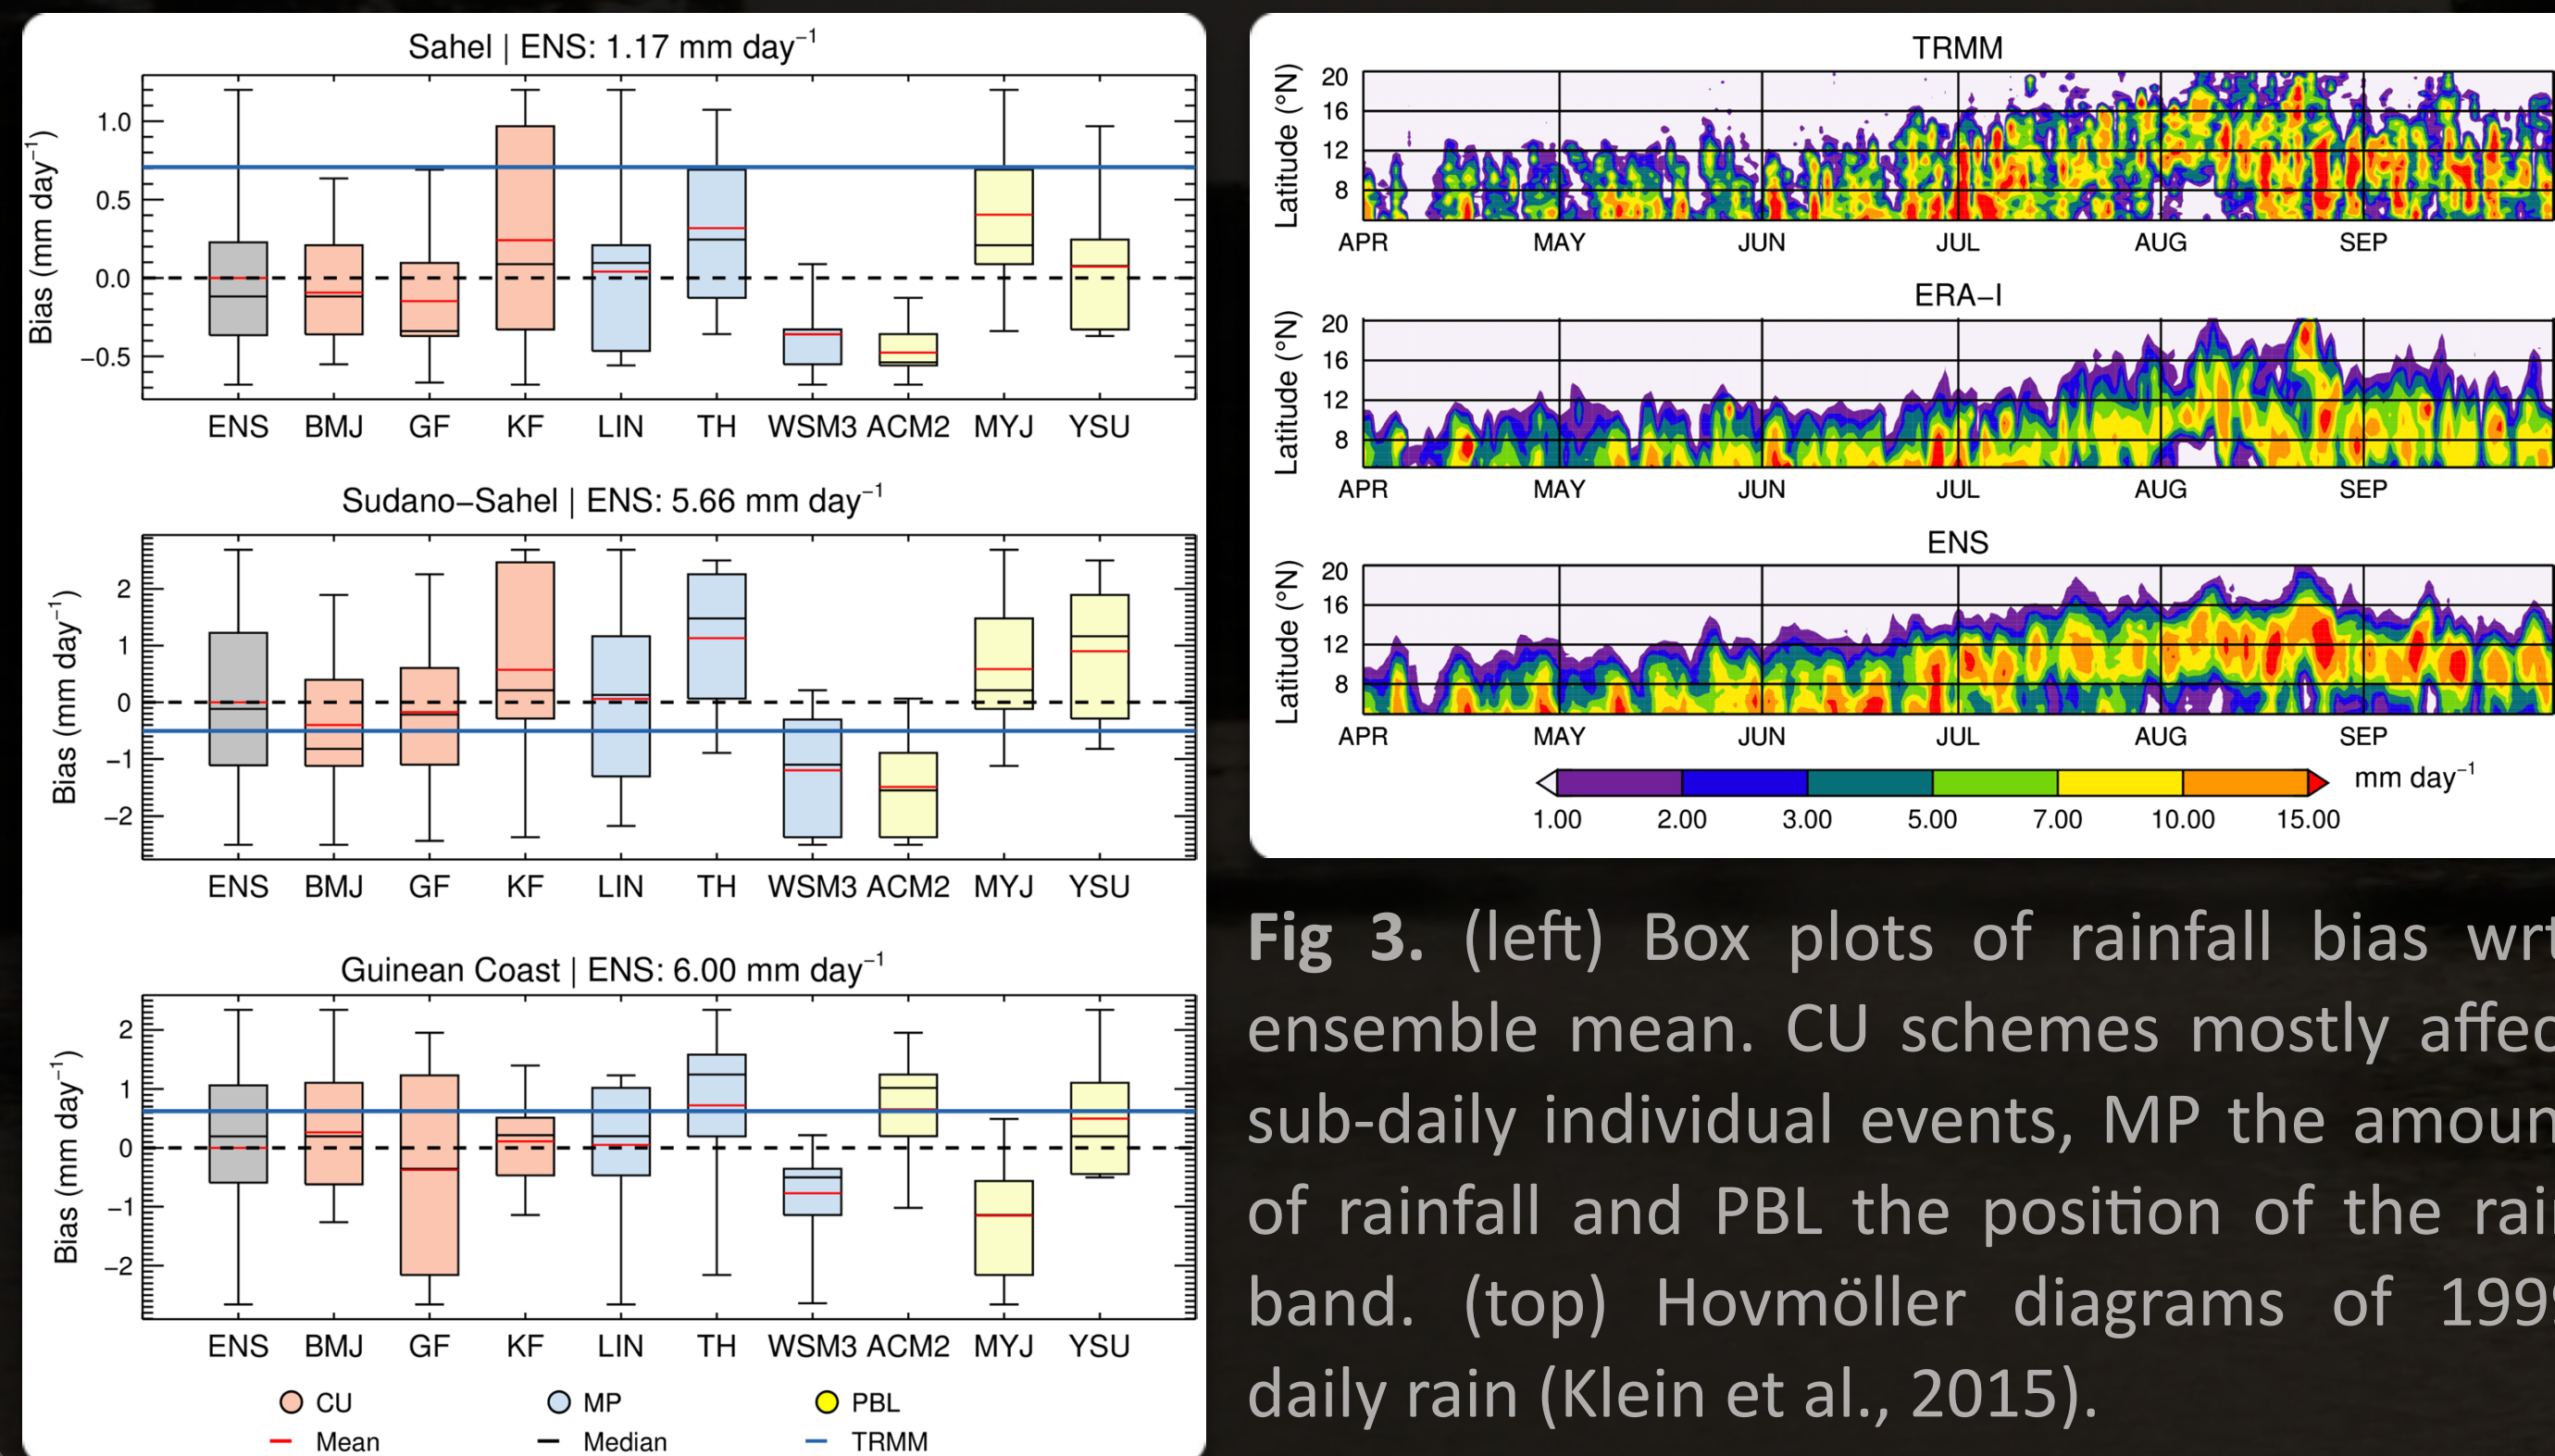 Sahel | ENS: 1.17 mm day−1
Bias (mm day−1)
1.0
0.5
0.0
−0.5
ENS BMJ GF KF LIN TH WSM3 ACM2 MYJ YSU
Sudano−Sahel | ENS: 5.66 mm day−1
Bias (mm day−1)
2
1
0
−1
−2
ENS BMJ GF KF LIN TH WSM3 ACM2 MYJ YSU
Guinean Coast | ENS: 6.00 mm day−1
Bias (mm day−1)
2
1
0
−1
−2
ENS BMJ GF KF LIN TH WSM3 ACM2 MYJ YSU
CU MP PBL
Mean Median TRMM
TRMM
Latitude (°N)
20
16
12
8
APR MAY JUN JUL AUG SEP
ERA−I
Latitude (°N)
20
16
12
8
APR MAY JUN JUL AUG SEP
ENS
Latitude (°N)
20
16
12
8
APR MAY JUN JUL AUG SEP
mm day−1
1.00 2.00 3.00 5.00 7.00 10.00 15.00
Fig 3. (left) Box plots of rainfall bias wrt
ensemble mean. CU schemes mostly affec
sub-daily individual events, MP the amoun
of rainfall and PBL the position of the rai
band. (top) Hovmöller diagrams of 1999
daily rain (Klein et al., 2015).